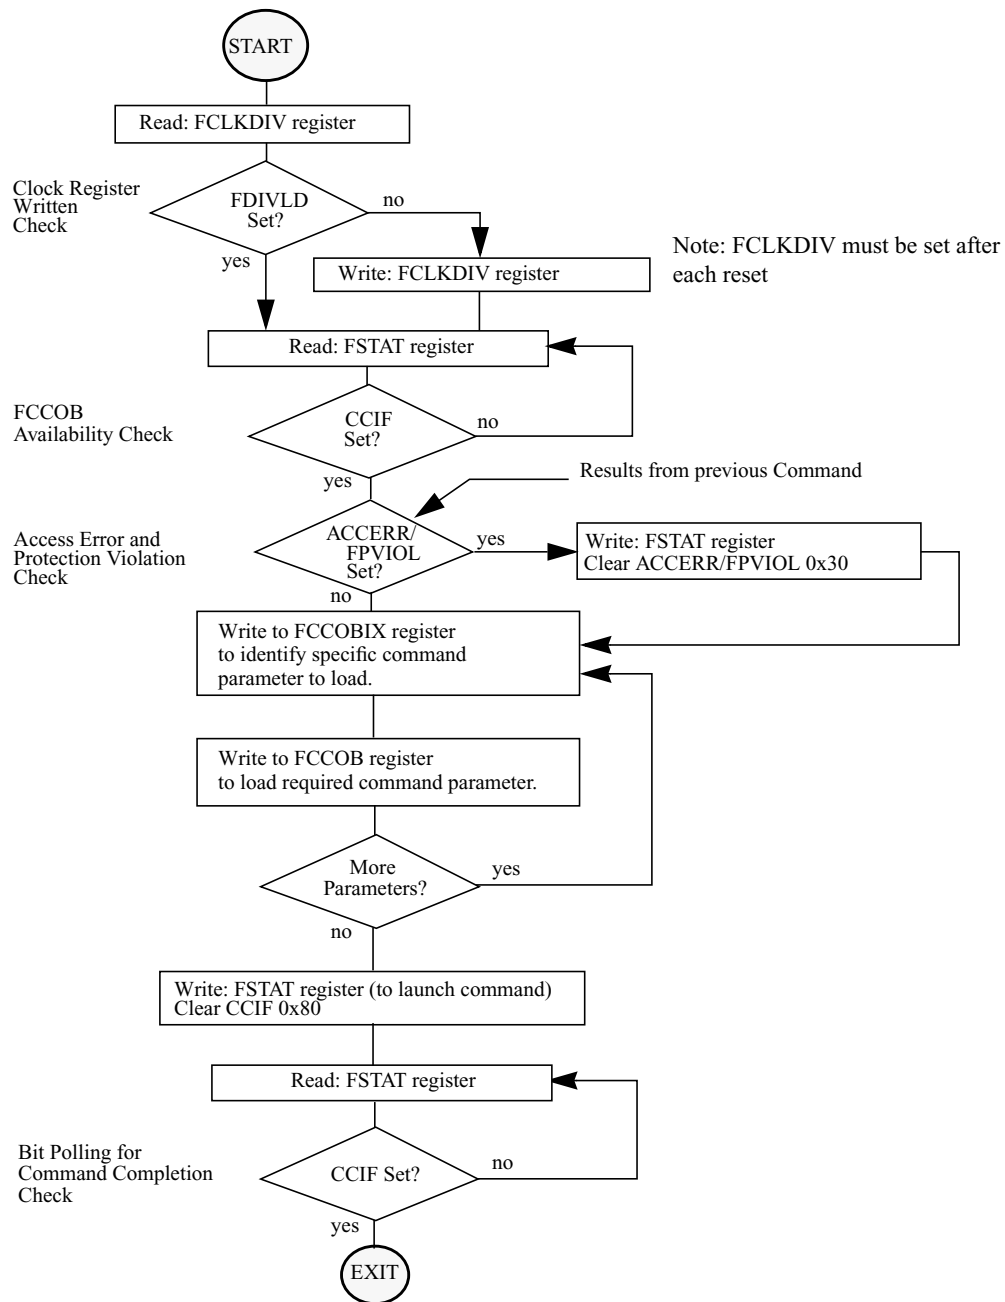 START
Read: FCLKDIV register
Clock Register
Written
Check
FDIVLD
Set?
no
yes
Write: FCLKDIV register
Note: FCLKDIV must be set after
each reset
Read: FSTAT register
FCCOB
Availability Check
CCIF
Set?
no
yes
Results from previous Command
Access Error and
Protection Violation
Check
ACCERR/
FPVIOL
Set?
yes
no
Write: FSTAT register
Clear ACCERR/FPVIOL 0x30
Write to FCCOBIX register
to identify specific command
parameter to load.
Write to FCCOB register
to load required command parameter.
More
Parameters?
yes
no
Write: FSTAT register (to launch command)
Clear CCIF 0x80
Read: FSTAT register
Bit Polling for
Command Completion
Check
CCIF Set?
no
yes
EXIT